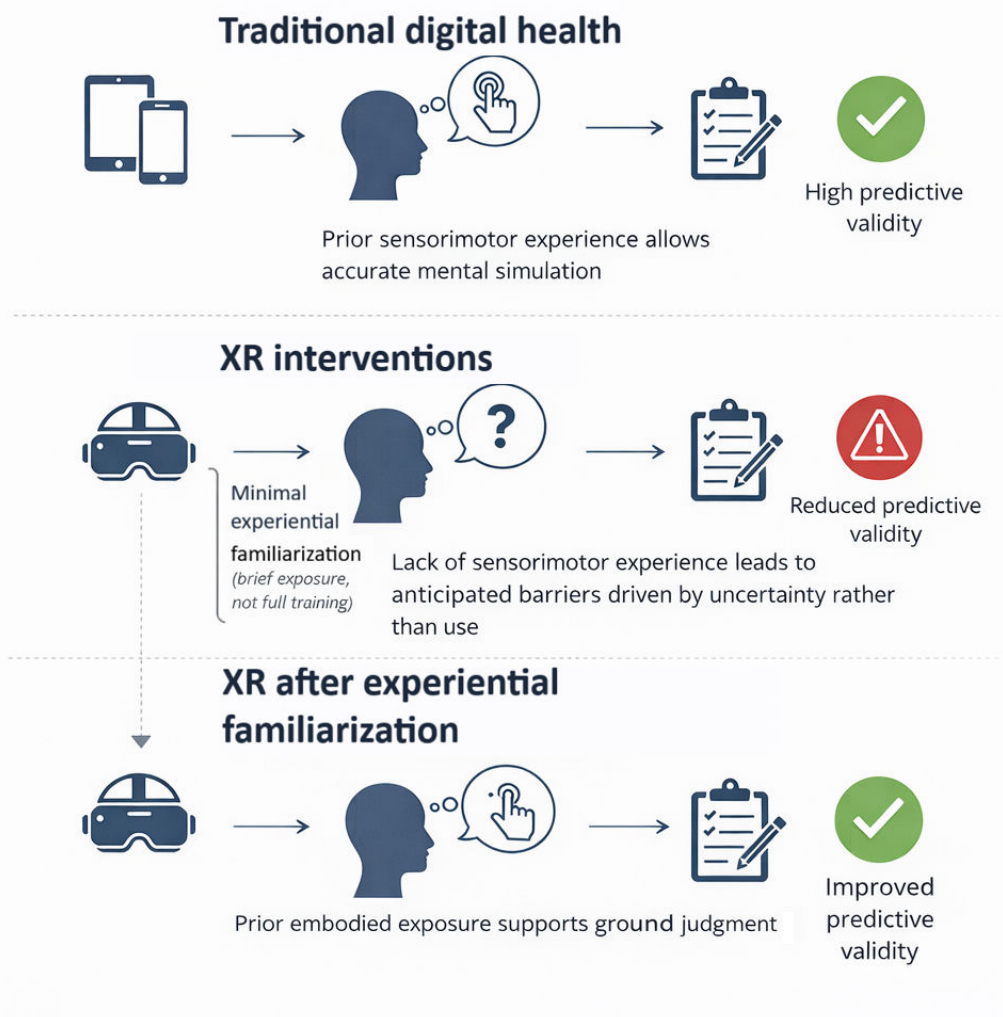 Traditional digital health
Prior sensorimotor experience allows
accurate mental simulation
High predictive
validity
XR interventions
?
Minimal
experiential
familiarization
(brief exposure,
not full training)
Lack of sensorimotor experience leads to
anticipated barriers driven by uncertainty rather
than use
Reduced predictive
validity
XR after experiential
familiarization
Prior embodied exposure supports ground judgment
Improved
predictive
validity